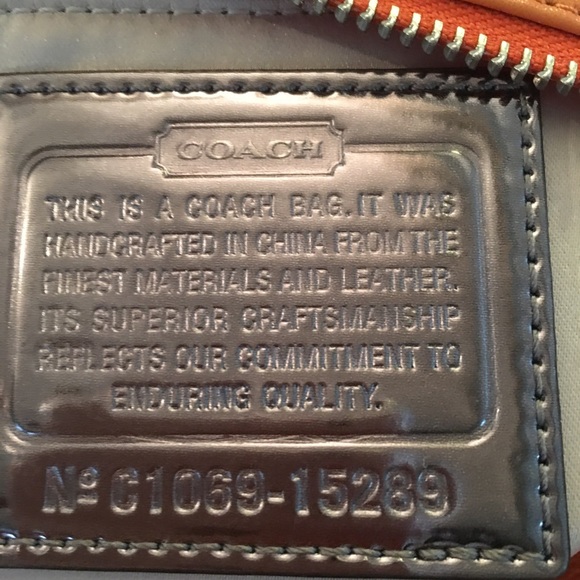 COACH
THIS IS A COACH BAG. IT WAS
HANDCRAFTED IN CHINA FROM THE
FINEST MATERIALS AND LEATHER.
ITS SUPERIOR CRAFTSMANSHIP
REFLECTS OUR COMMITMENT TO
ENDURING QUALITY.
Nº C1069-15289